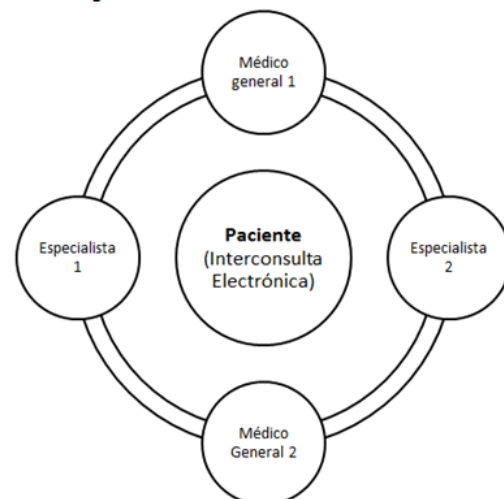 Médico
general 1
Especialista
1
Paciente
(Interconsulta
Electrónica)
Especialista
2
Médico
General 2